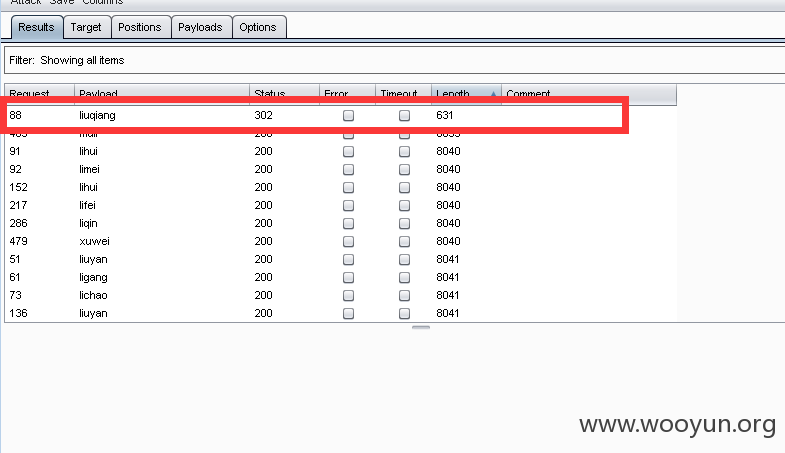 Attack Save Columns
Results Target Positions Payloads Options
Filter: Showing all items
Request Payload Status Error Timeout Length Comment
88 liuqiang 302 631
200
91 lihui 200 8040
92 limei 200 8040
152 lihui 200 8040
217 lifei 200 8040
286 liqin 200 8040
479 xuwei 200 8040
51 liuyan 200 8041
61 ligang 200 8041
73 lichao 200 8041
136 liuyan 200 8041
www.wooyun.org